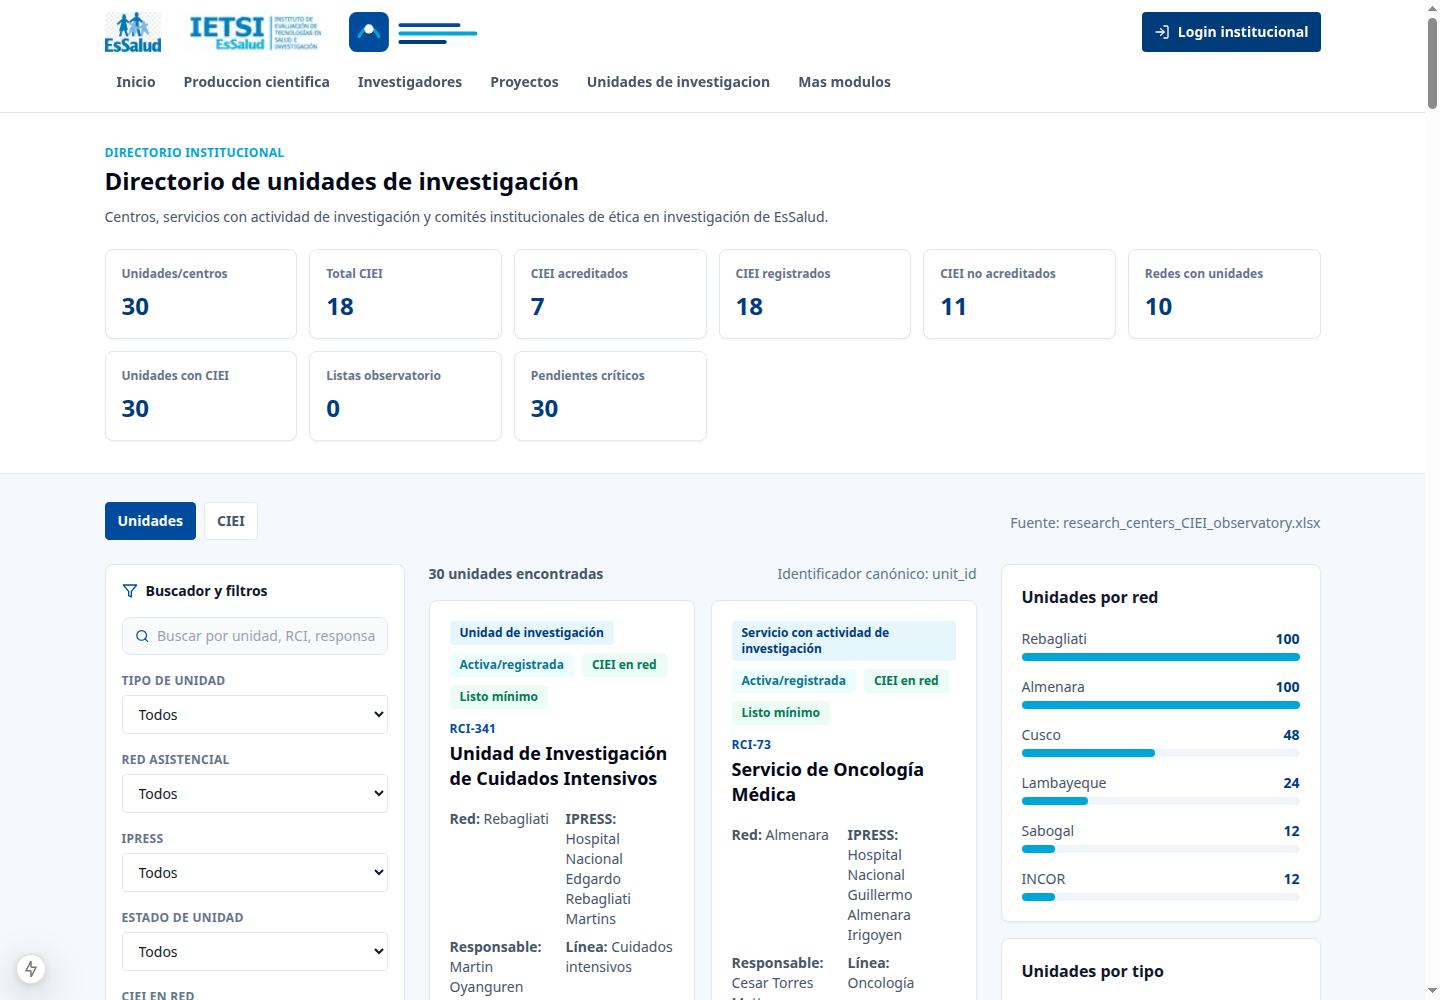 EsSalud
IETSI
EsSalud
INSTITUTO DE
EVALUACIÓN DE
TECNOLOGÍAS EN
SALUD E
INVESTIGACIÓN
Login institucional
Inicio
Produccion cientifica
Investigadores
Proyectos
Unidades de investigacion
Mas modulos
DIRECTORIO INSTITUCIONAL
Directorio de unidades de investigación
Centros, servicios con actividad de investigación y comités institucionales de ética en investigación de EsSalud.
Unidades/centros
30
Total CIEI
18
CIEI acreditados
7
CIEI registrados
18
CIEI no acreditados
11
Redes con unidades
10
Unidades con CIEI
30
Listas observatorio
0
Pendientes críticos
30
Unidades
CIEI
Fuente: research_centers_CIEI_observatory.xlsx
Buscador y filtros
Buscar por unidad, RCI, responsa
TIPO DE UNIDAD
Todos
RED ASISTENCIAL
Todos
IPRESS
Todos
ESTADO DE UNIDAD
Todos
CIEI EN RED
30 unidades encontradas
Identificador canónico: unit_id
Unidad de investigación
Activa/registrada
CIEI en red
Listo mínimo
RCI-341
Unidad de Investigación
de Cuidados Intensivos
Red: Rebagliati
IPRESS:
Hospital
Nacional
Edgardo
Rebagliati
Martins
Responsable:
Martin
Oyanguren
Línea: Cuidados
intensivos
Servicio con actividad de
investigación
Activa/registrada
CIEI en red
Listo mínimo
RCI-73
Servicio de Oncología
Médica
Red: Almenara
IPRESS:
Hospital
Nacional
Guillermo
Almenara
Irigoyen
Responsable:
Cesar Torres
Línea:
Oncología
Unidades por red
Rebagliati 100
Almenara 100
Cusco 48
Lambayeque 24
Sabogal 12
INCOR 12
Unidades por tipo